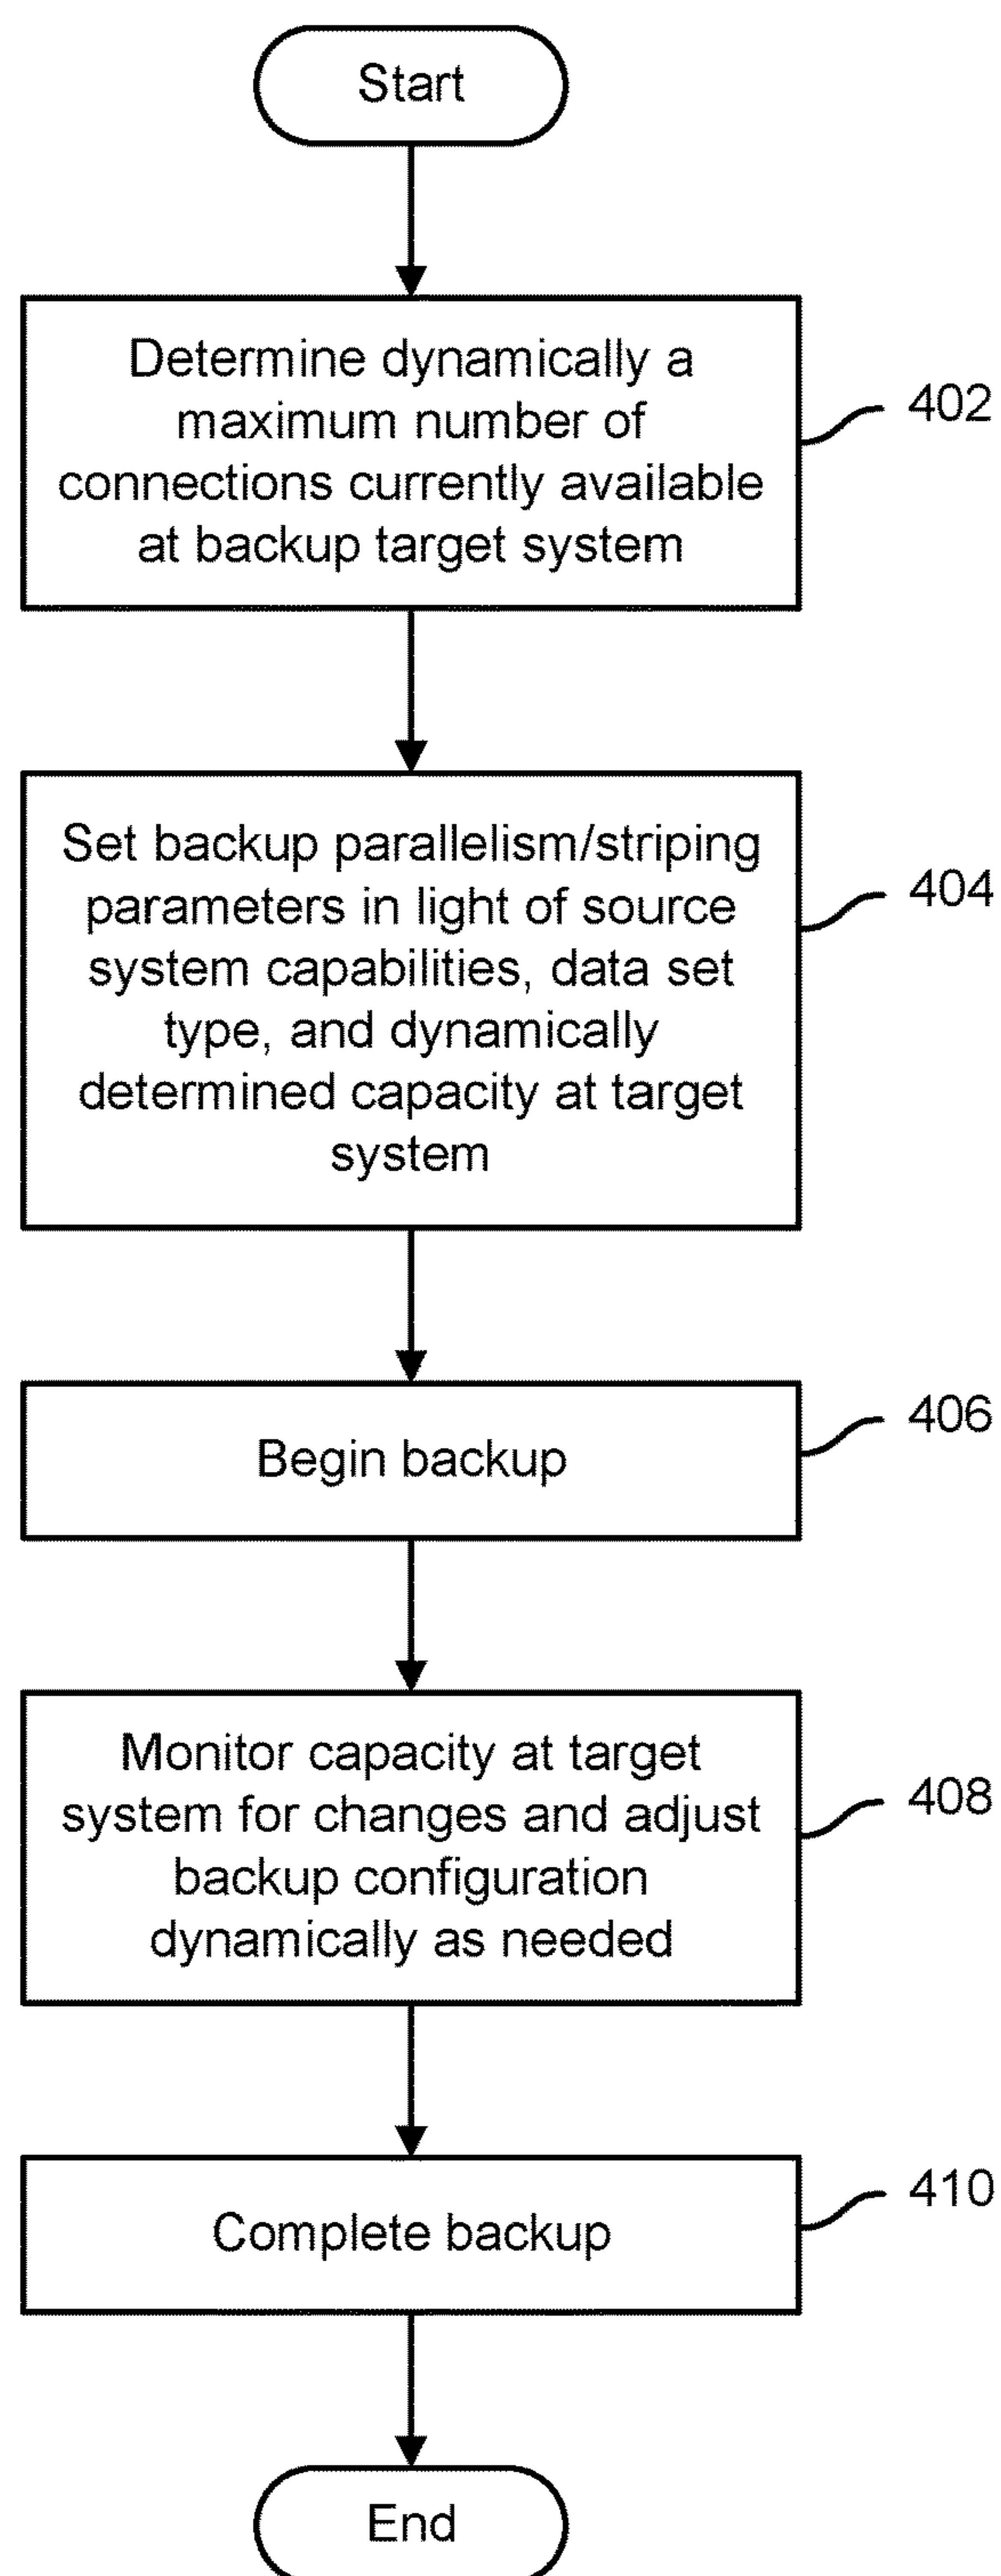 Start
Determine dynamically a
maximum number of
connections currently available
at backup target system
402
Set backup parallelism/striping
parameters in light of source
system capabilities, data set
type, and dynamically
determined capacity at target
system
404
Begin backup
406
Monitor capacity at target
system for changes and adjust
backup configuration
dynamically as needed
408
Complete backup
410
End